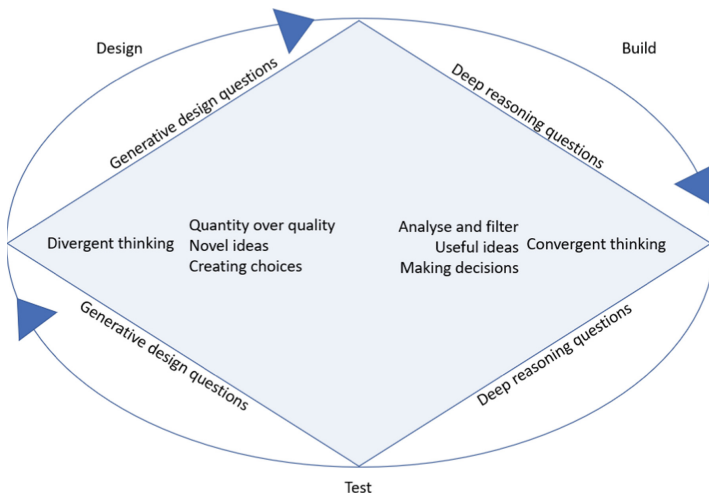 Design
Build
Generative design questions
Deep reasoning questions
Divergent thinking
Quantity over quality
Novel ideas
Creating choices
Analyse and filter
Useful ideas
Making decisions
Convergent thinking
Generative design questions
Deep reasoning questions
Test